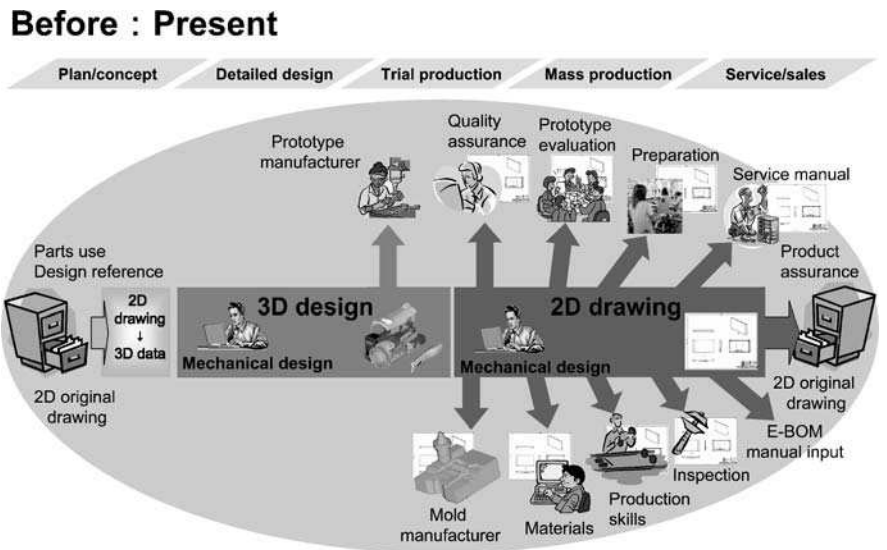 Before : Present
Plan/concept
Detailed design
Trial production
Mass production
Service/sales
Prototype
manufacturer
Quality
assurance
Prototype
evaluation
Preparation
Service manual
Parts use
Design reference
Product
assurance
2D
drawing
↓
3D data
3D design
Mechanical design
2D drawing
Mechanical design
2D original
drawing
2D original
drawing
E-BOM
manual input
Mold
manufacturer
Materials
Production
skills
Inspection